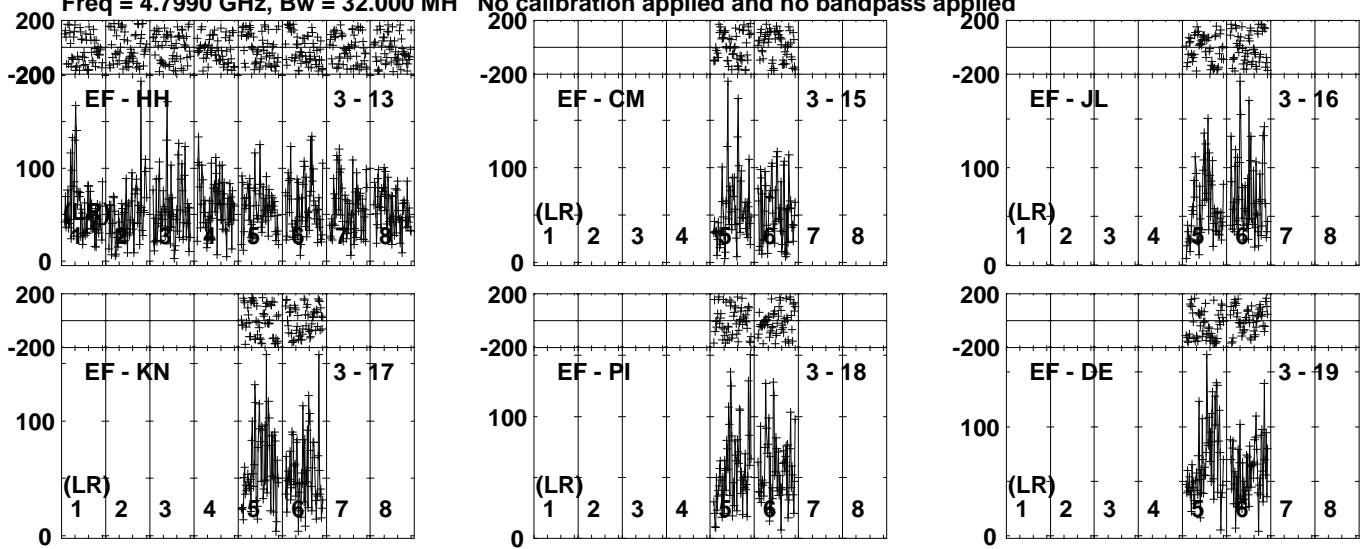 Freq = 4.7990 GHz, Bw = 32.000 MH No calibration applied and no bandpass applied
200 200 200
-200 -200 -200
EF - HH 3 - 13 EF - CM 3 - 15 EF - JL 3 - 16
100 100 100
(LR) (LR) (LR)
1 2 3 4 5 6 7 8 1 2 3 4 5 6 7 8 1 2 3 4 5 6 7 8
0 0 0
200 200 200
-200 -200 -200
EF - KN 3 - 17 EF - PI 3 - 18 EF - DE 3 - 19
100 100 100
(LR) (LR) (LR)
1 2 3 4 5 6 7 8 1 2 3 4 5 6 7 8 1 2 3 4 5 6 7 8
0 0 0